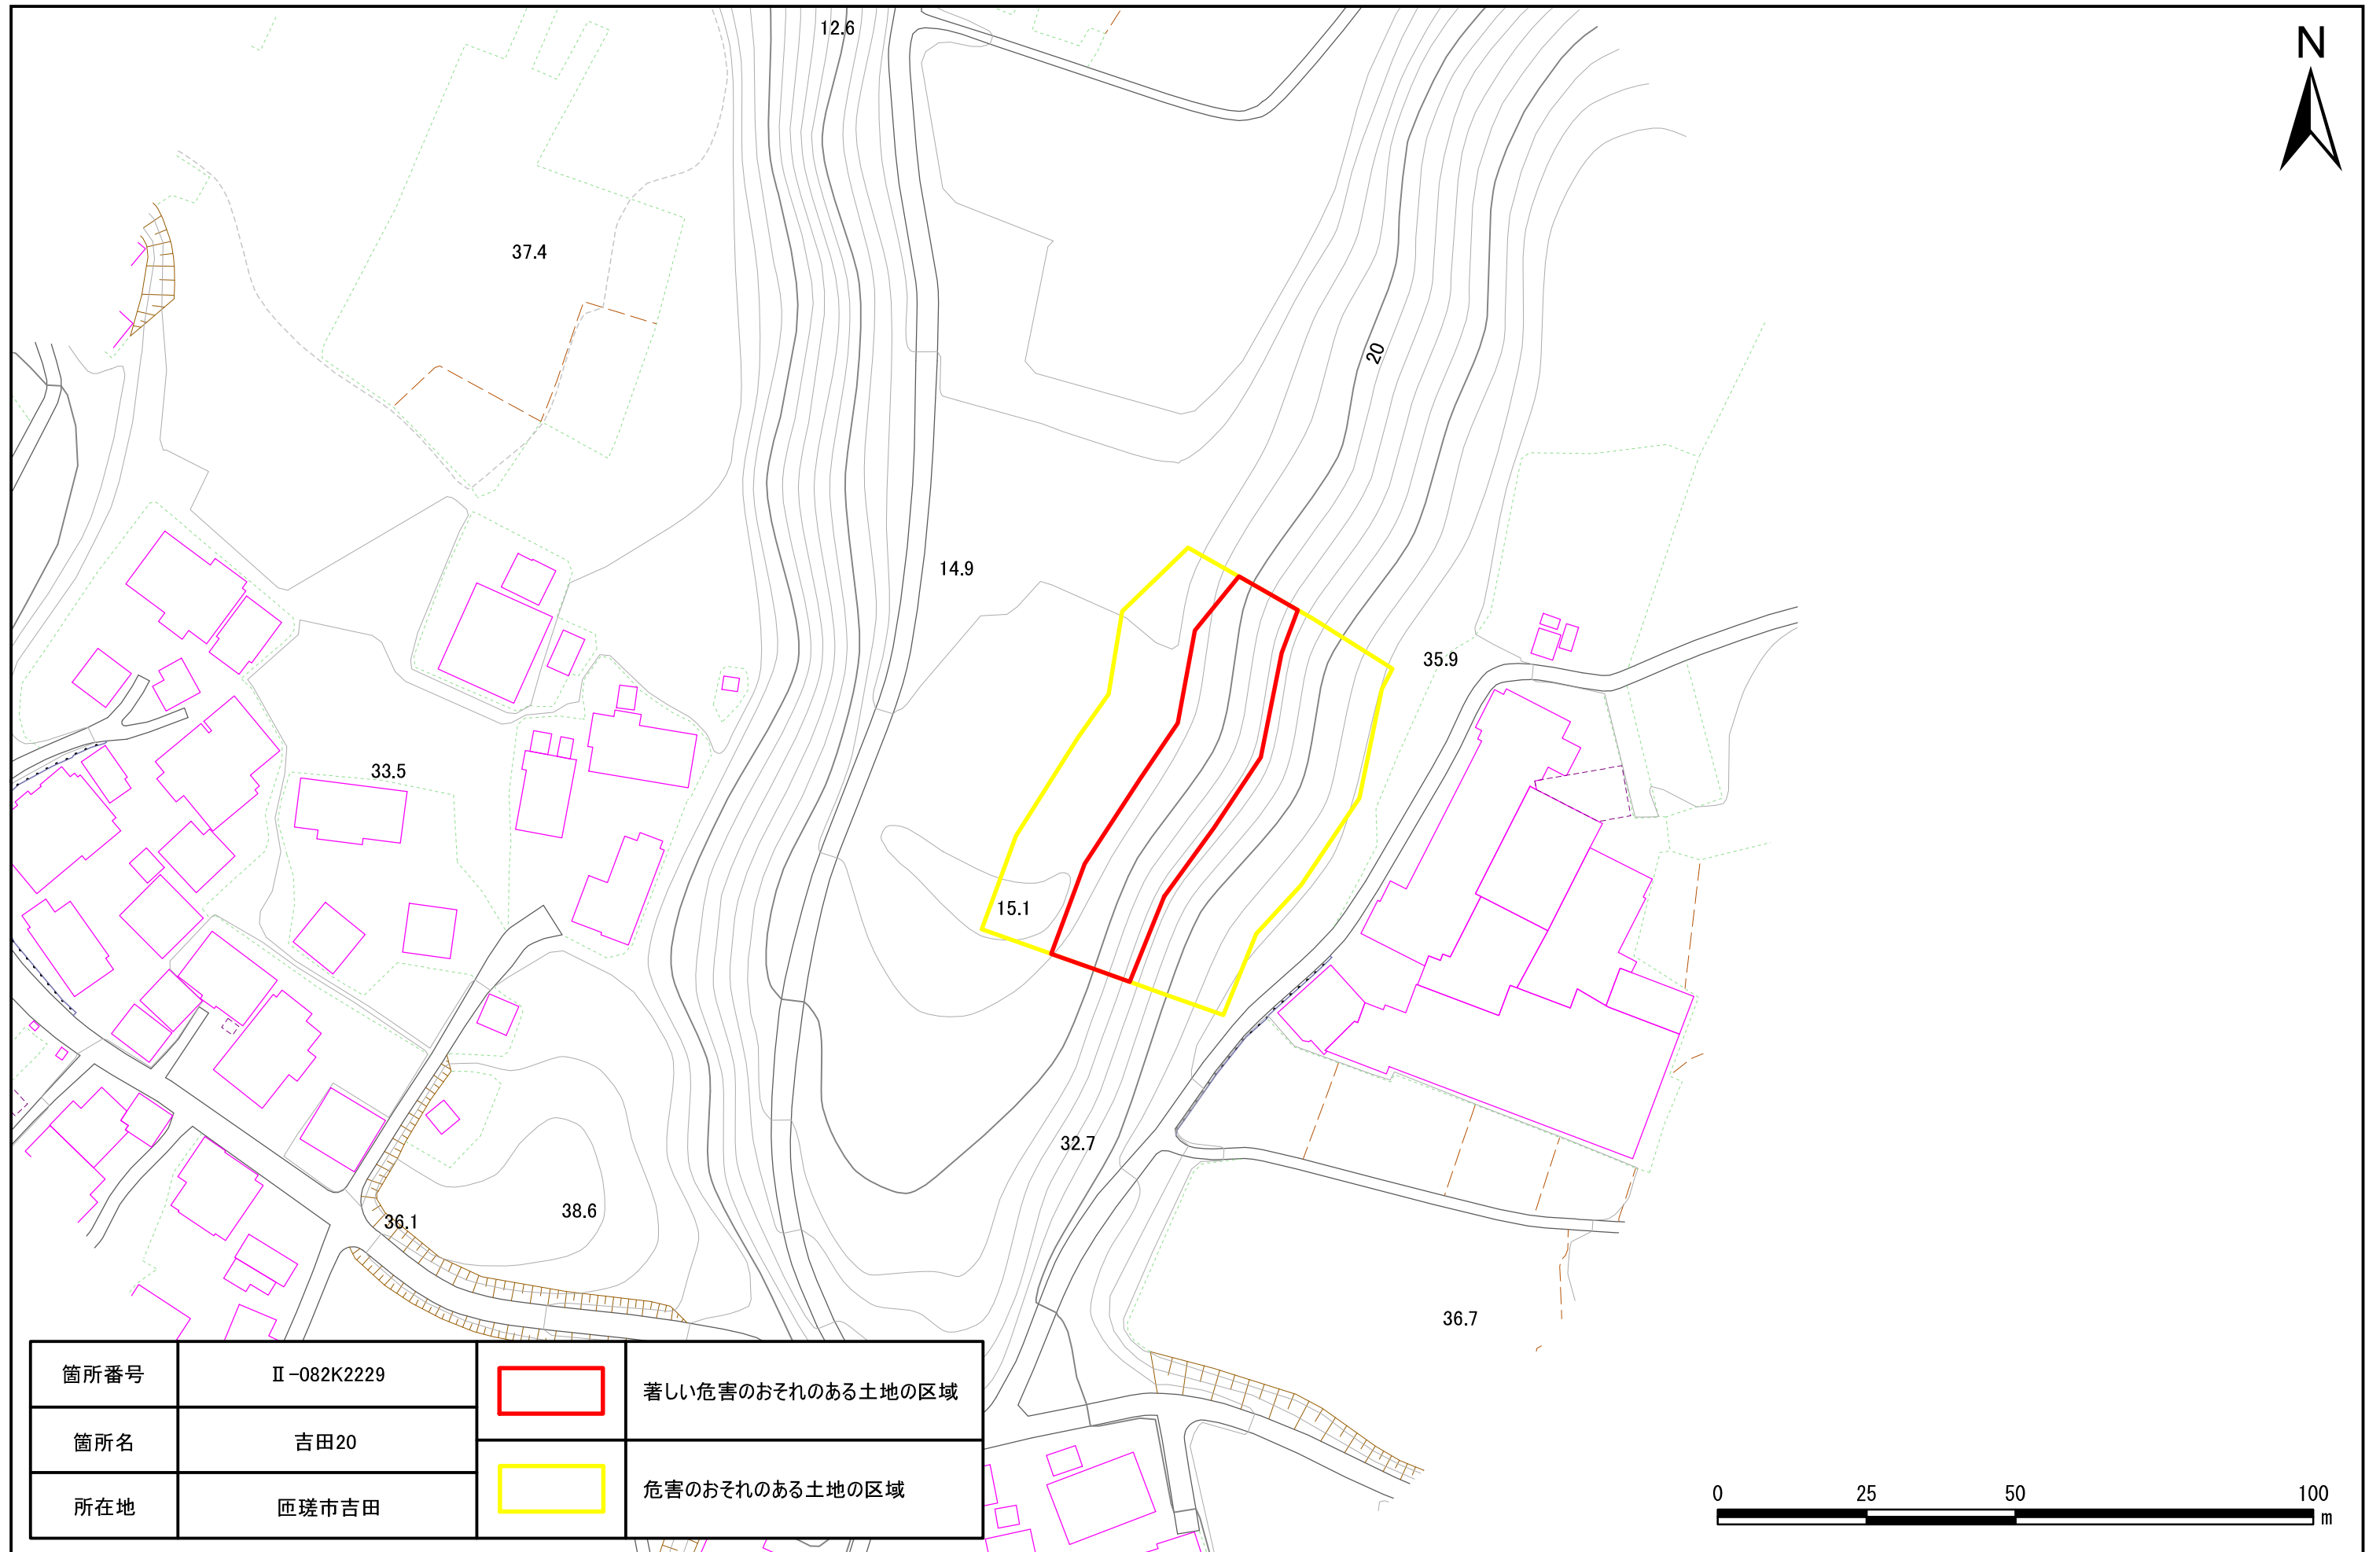 12.6
N
37.4
20
14.9
35.9
33.5
15.1
32.7
38.6
36.1
36.7
箇所番号 Ⅱ-082K2229
箇所名 吉田20
所在地 匝瑳市吉田
著しい危害のおそれのある土地の区域
危害のおそれのある土地の区域
0 25 50 100
m